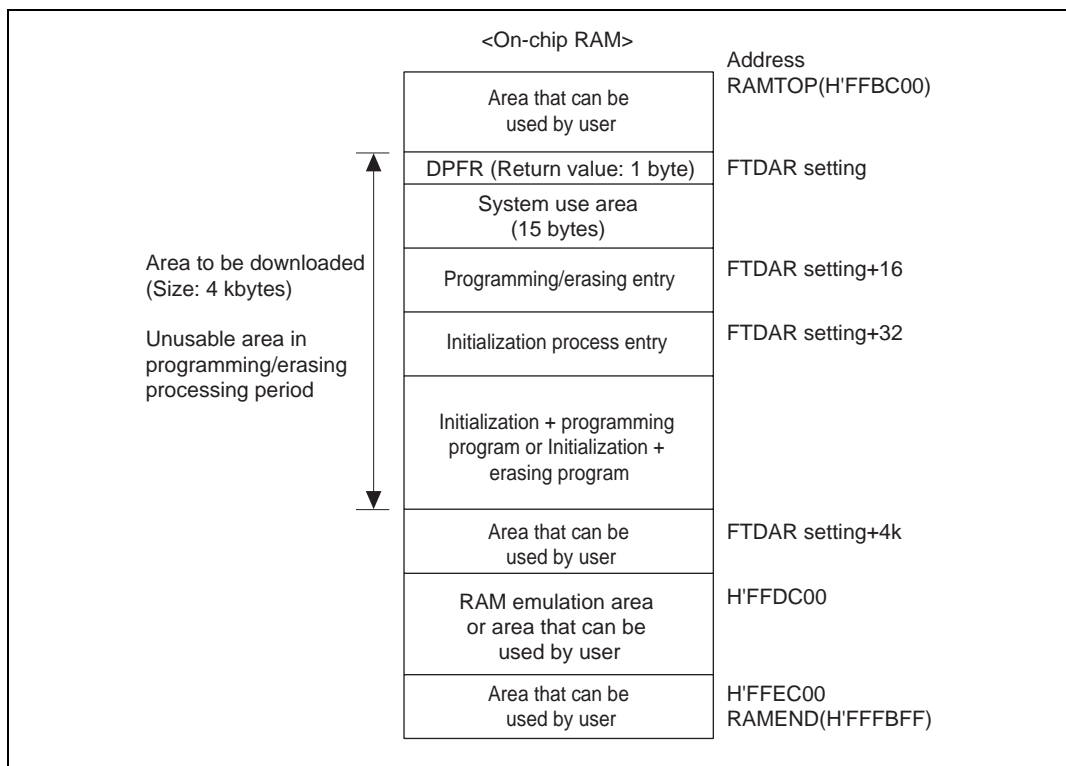 <On-chip RAM>
Address
RAMTOP(H'FFBC00)
Area that can be
used by user
DPFR (Return value: 1 byte)
FTDAR setting
System use area
(15 bytes)
Area to be downloaded
(Size: 4 kbytes)
Unusable area in
programming/erasing
processing period
Programming/erasing entry
FTDAR setting+16
Initialization process entry
FTDAR setting+32
Initialization + programming
program or Initialization +
erasing program
Area that can be
used by user
FTDAR setting+4k
RAM emulation area
or area that can be
used by user
H'FFDC00
Area that can be
used by user
H'FFEC00
RAMEND(H'FFFBFF)